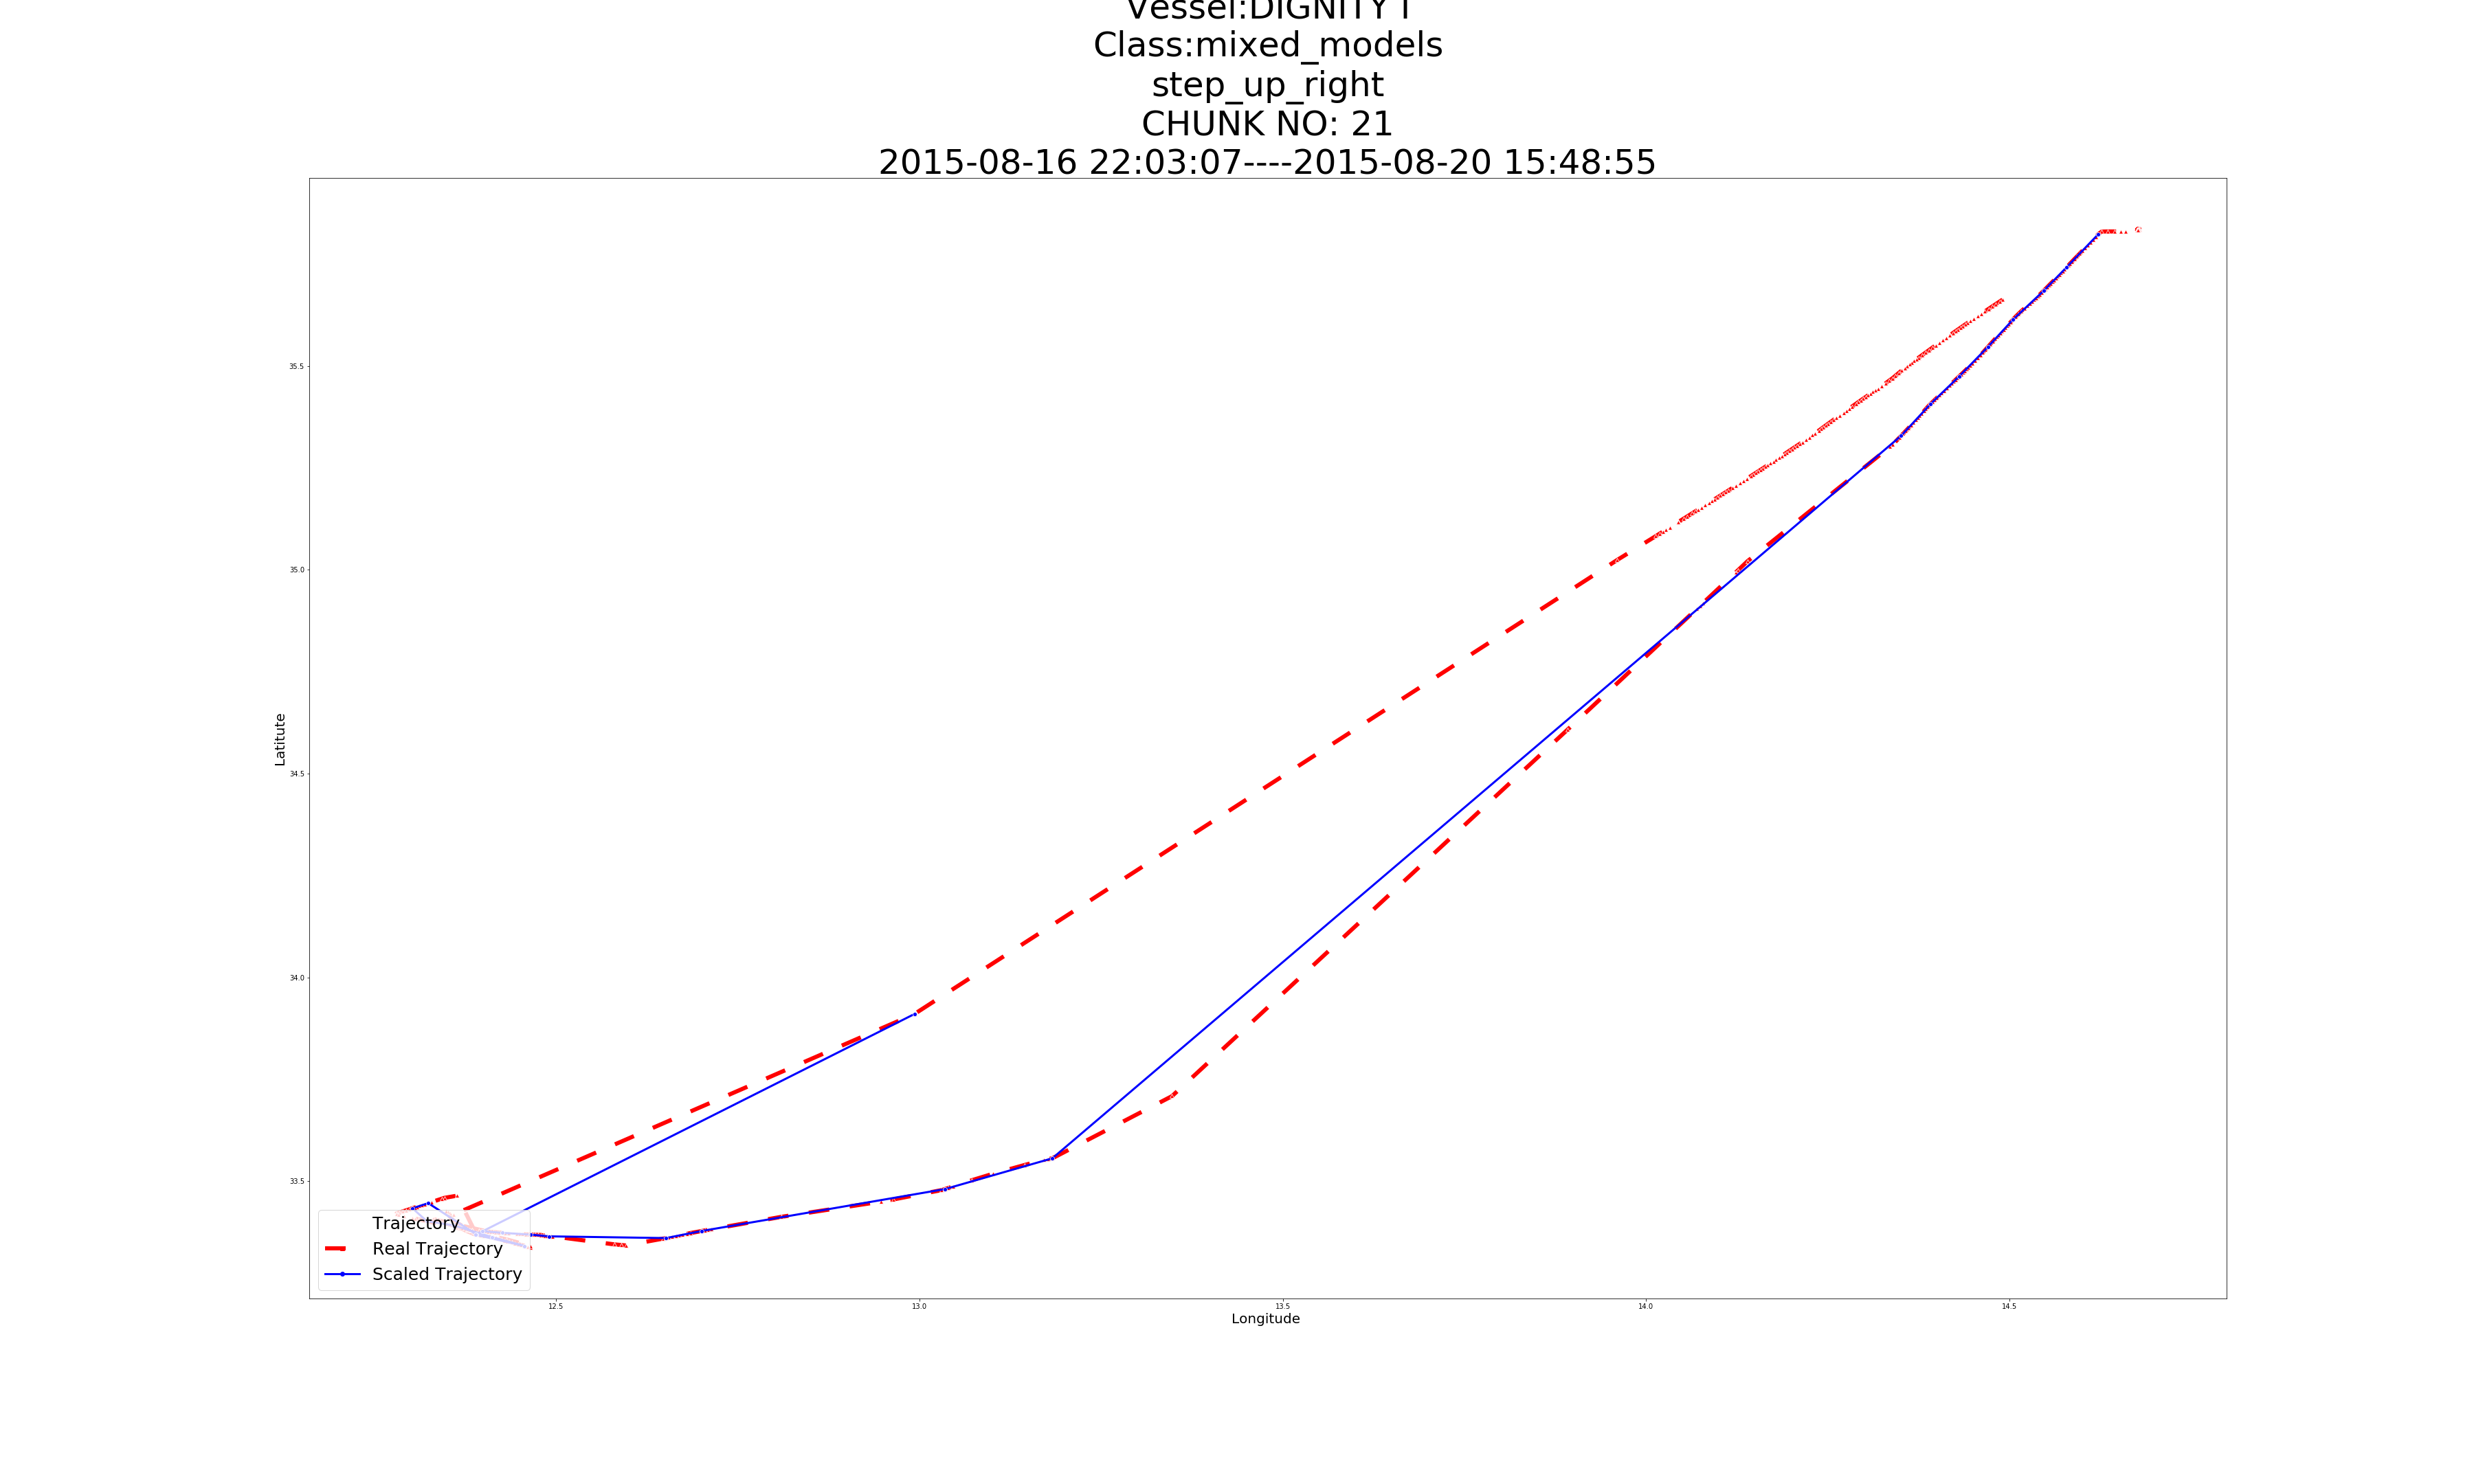 Vessel:DIGNITY I
Class:mixed_models
step_up_right
CHUNK NO: 21
2015-08-16 22:03:07----2015-08-20 15:48:55
35.5
35.0
34.5
34.0
33.5
Latitute
Trajectory
Real Trajectory
Scaled Trajectory
12.5
13.0
13.5
14.0
14.5
Longitude